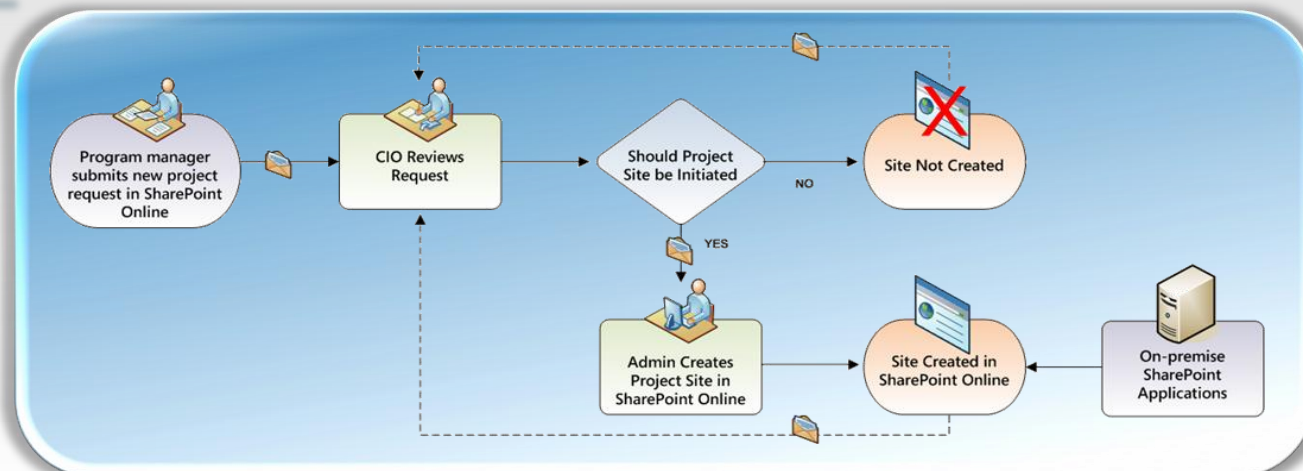 Program manager
submits new project
request in SharePoint
Online
CIO Reviews
Request
Should Project
Site be Initiated
NO
Site Not Created
YES
Admin Creates
Project Site in
SharePoint Online
Site Created in
SharePoint Online
On-premise
SharePoint
Applications